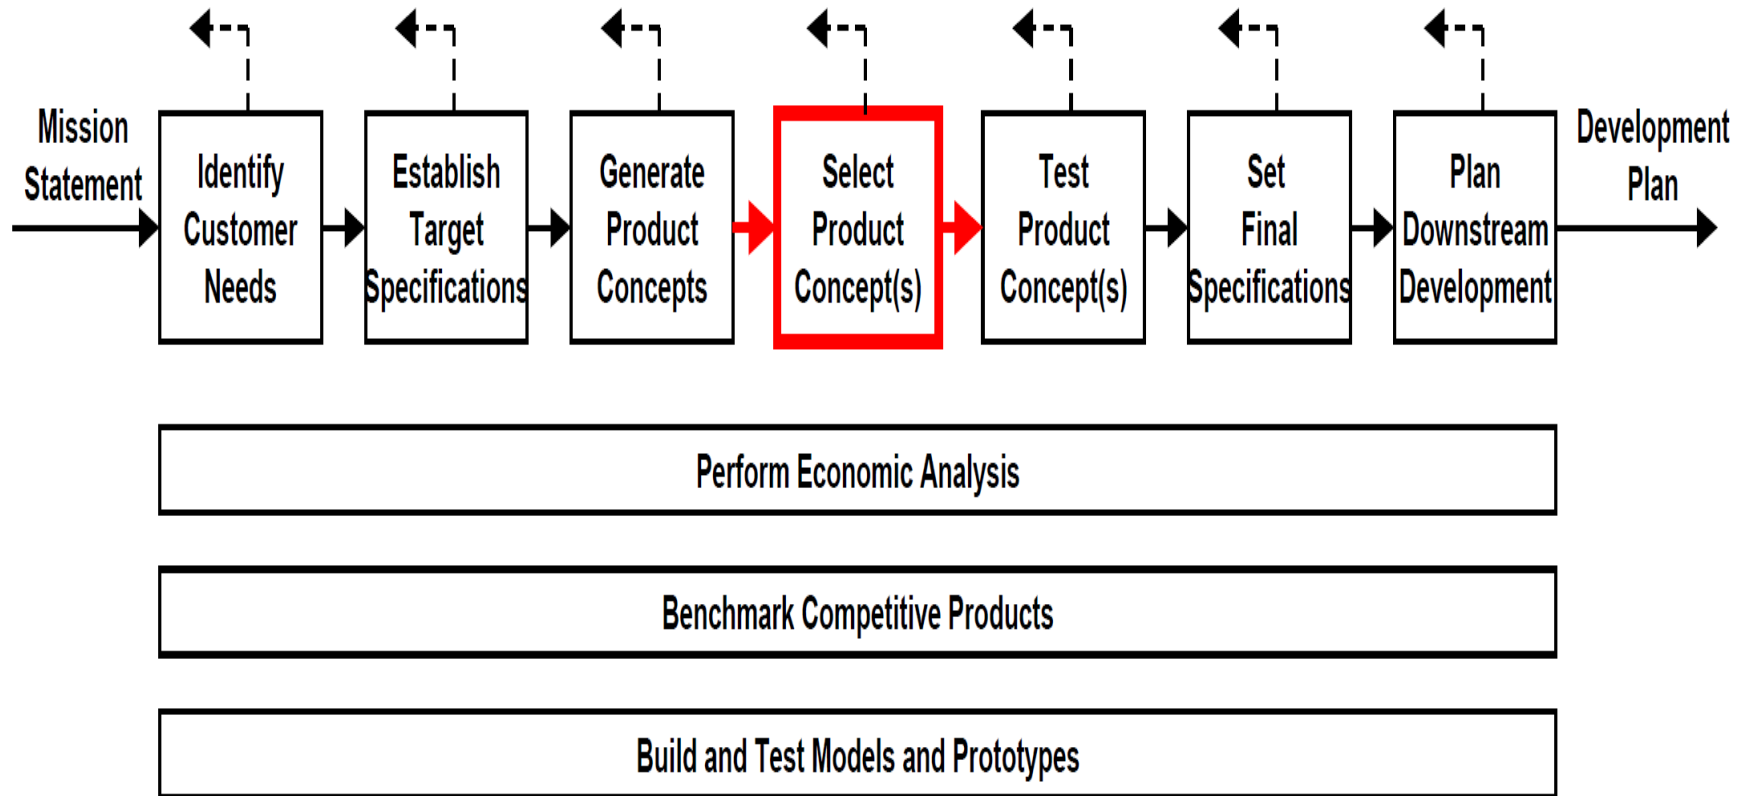 Mission
Statement
Identify
Customer
Needs
Establish
Target
Specifications
Generate
Product
Concepts
Select
Product
Concept(s)
Test
Product
Concept(s)
Set
Final
Specifications
Plan
Downstream
Development
Development
Plan
Perform Economic Analysis
Benchmark Competitive Products
Build and Test Models and Prototypes